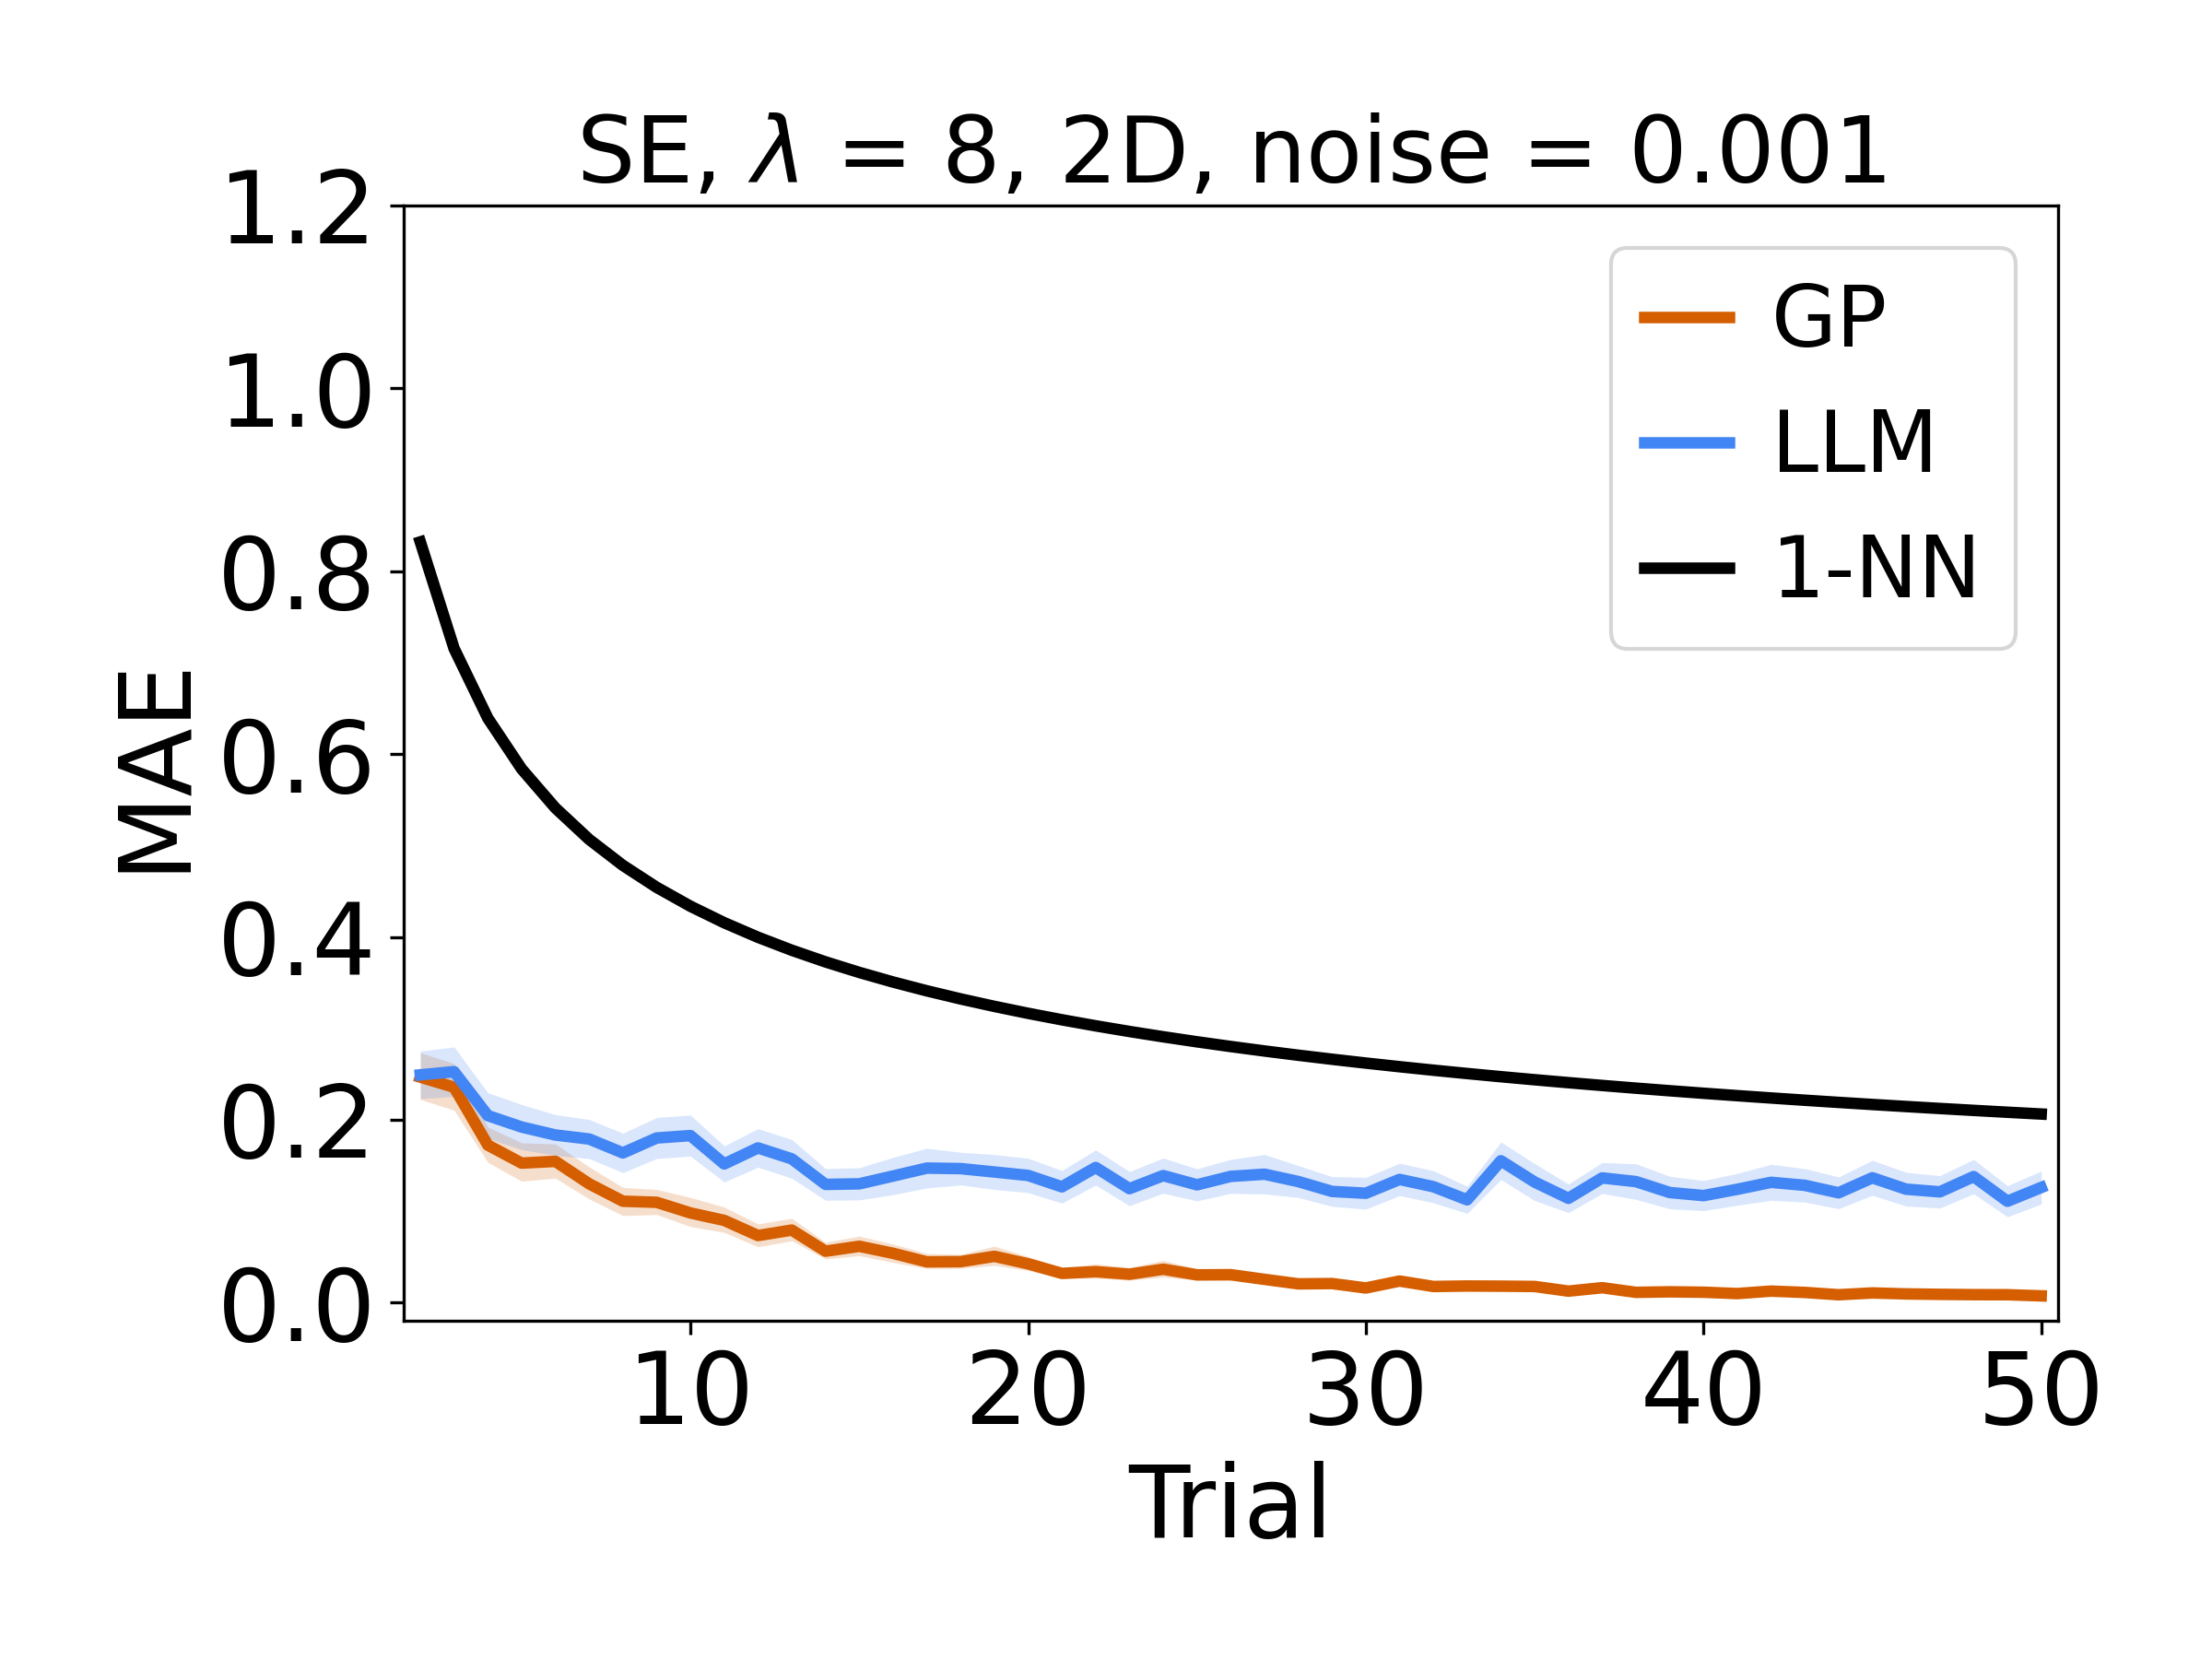 SE, λ = 8, 2D, noise = 0.001
1.2
1.0
0.8
0.6
0.4
0.2
0.0
MAE
GP
LLM
1-NN
10 20 30 40 50
Trial